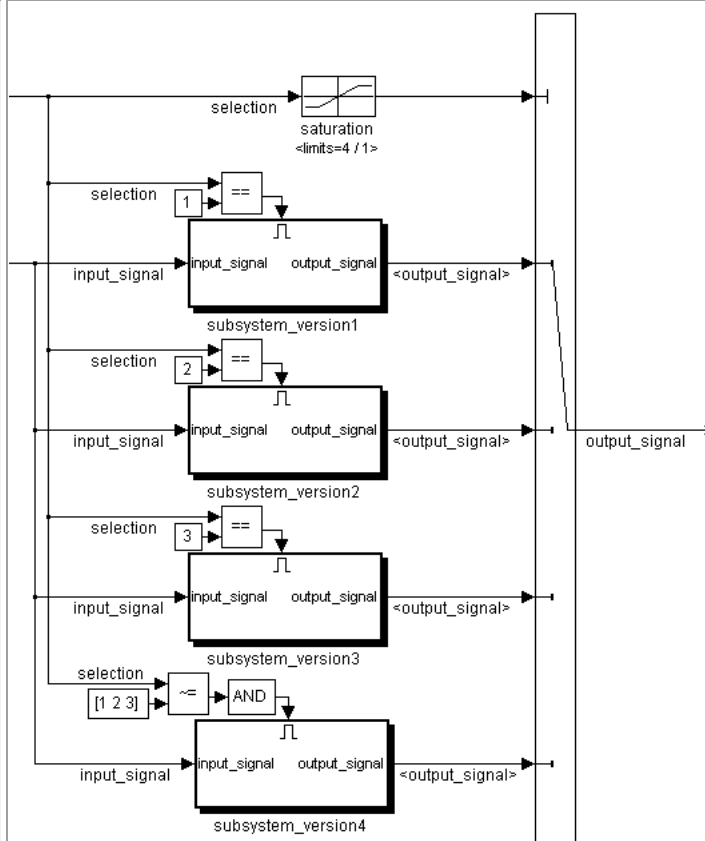 selection
saturation
<limits=4 / 1>
selection
1
==
input_signal
input_signal
output_signal
<output_signal>
subsystem_version1
selection
2
==
input_signal
input_signal
output_signal
<output_signal>
output_signal
subsystem_version2
selection
3
==
input_signal
input_signal
output_signal
<output_signal>
subsystem_version3
selection
[1 2 3]
~=
AND
input_signal
input_signal
output_signal
<output_signal>
subsystem_version4